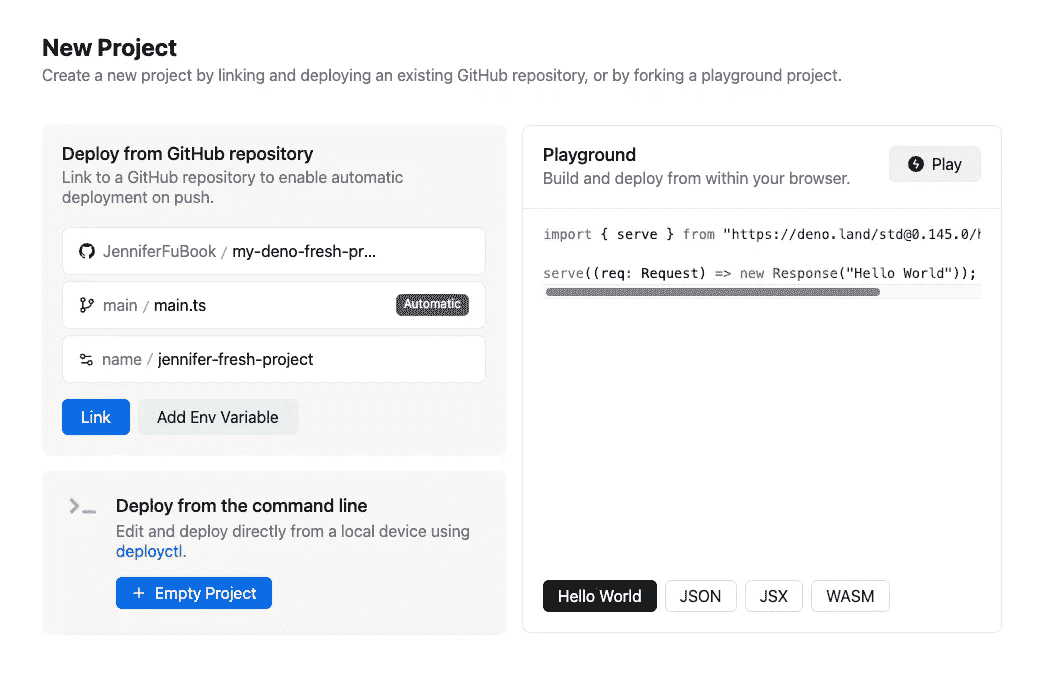 New Project
Create a new project by linking and deploying an existing GitHub repository, or by forking a playground project.
Deploy from GitHub repository
Link to a GitHub repository to enable automatic
deployment on push.
JenniferFuBook / my-deno-fresh-pr...
main / main.ts
Automatic
name / jennifer-fresh-project
Link
Add Env Variable
>_
Deploy from the command line
Edit and deploy directly from a local device using
deployctl.
+ Empty Project
Playground
Build and deploy from within your browser.
Play
import { serve } from "https://deno.land/std@0.145.0/h
serve((req: Request) => new Response("Hello World"));
Hello World
JSON
JSX
WASM